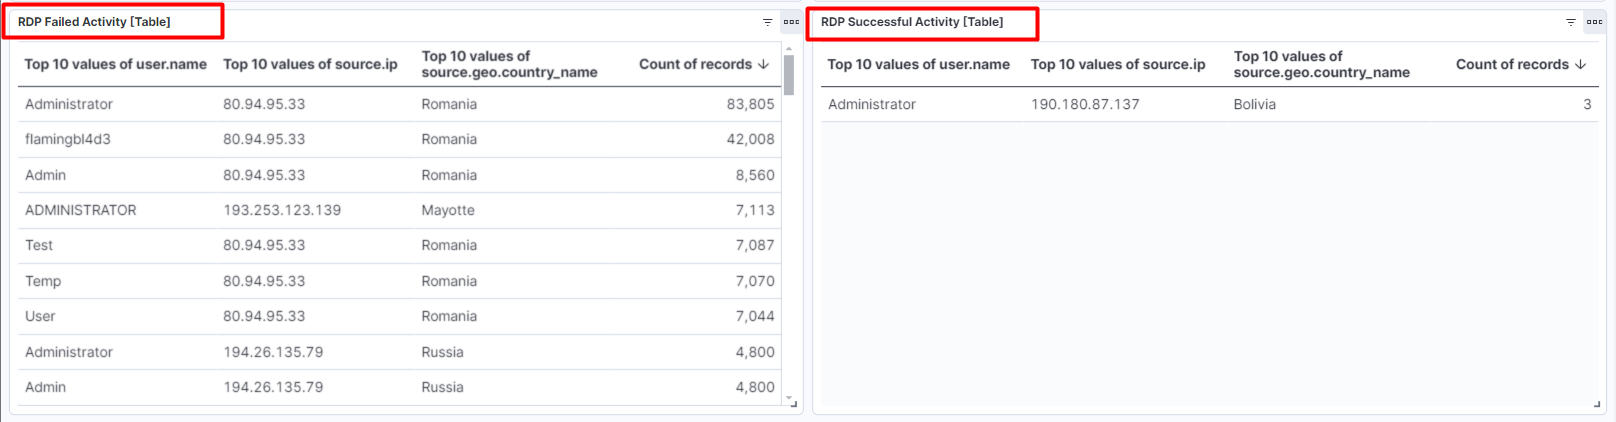 RDP Failed Activity [Table]
Top 10 values of user.name Top 10 values of source.ip Top 10 values of source.geo.country_name Count of records ↓
Administrator 80.94.95.33 Romania 83,805
flamingbl4d3 80.94.95.33 Romania 42,008
Admin 80.94.95.33 Romania 8,560
ADMINISTRATOR 193.253.123.139 Mayotte 7,113
Test 80.94.95.33 Romania 7,087
Temp 80.94.95.33 Romania 7,070
User 80.94.95.33 Romania 7,044
Administrator 194.26.135.79 Russia 4,800
Admin 194.26.135.79 Russia 4,800
RDP Successful Activity [Table]
Top 10 values of user.name Top 10 values of source.ip Top 10 values of source.geo.country_name Count of records ↓
Administrator 190.180.87.137 Bolivia 3